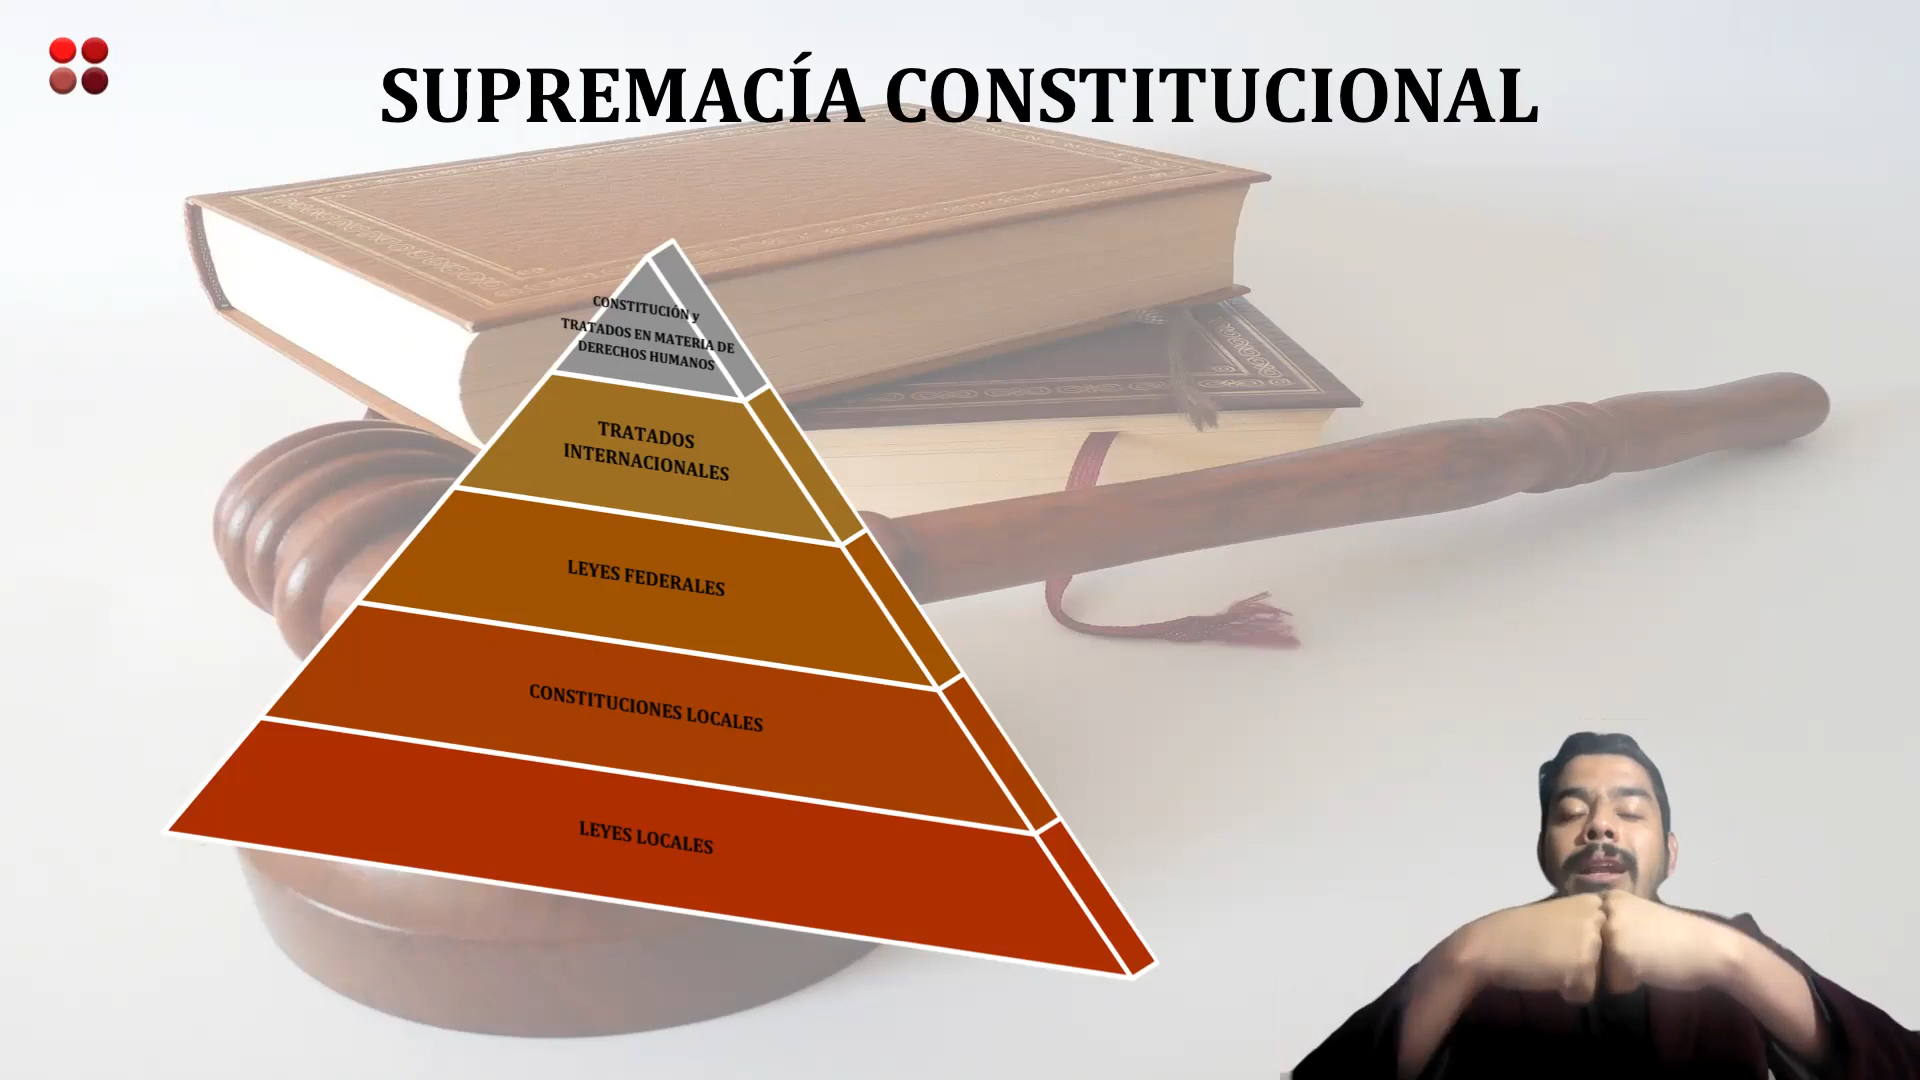 SUPREMACÍA CONSTITUCIONAL
CONSTITUCIÓN y
TRATADOS EN MATERIA DE
DERECHOS HUMANOS
TRATADOS
INTERNACIONALES
LEYES FEDERALES
CONSTITUCIONES LOCALES
LEYES LOCALES